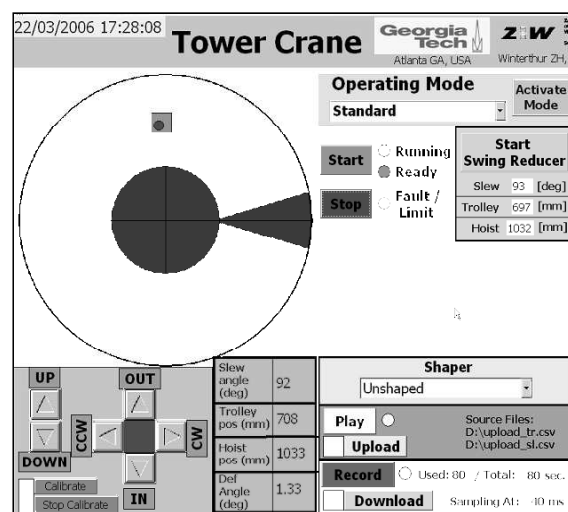 22/03/2006 17:28:08
Tower Crane
Georgia
Tech
Atlanta GA, USA
Winterthur ZH,
Operating Mode
Standard
Activate
Mode
Start
Running
Ready
Stop
Fault /
Limit
Start
Swing Reducer
Slew 93 [deg]
Trolley 697 [mm]
Hoist 1032 [mm]
UP
DOWN
OUT
CCW
CW
IN
Calibrate
Stop Calibrate
Slew
angle
(deg)
92
Trolley
pos (mm)
708
Hoist
pos (mm)
1033
Def
Angle
(deg)
1.33
Shaper
Unshaped
Play
Upload
Source Files:
D:\upload_tr.csv
D:\upload_sl.csv
Record
Used: 80 / Total: 80 sec.
Download
Sampling At: 40 ms